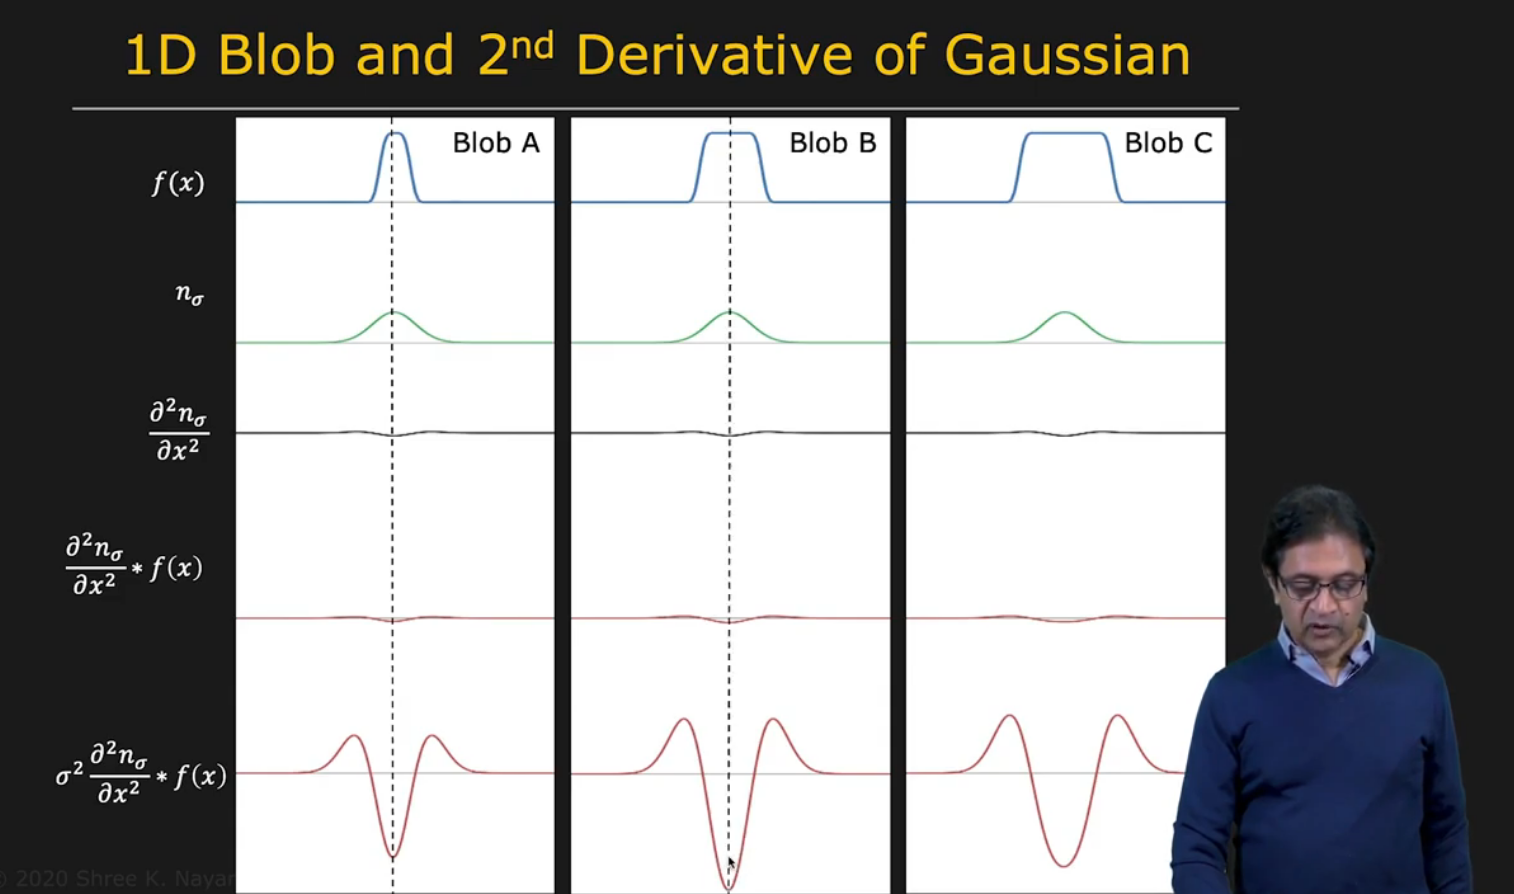 1D Blob and 2nd Derivative of Gaussian
Blob A
Blob B
Blob C
f(x)
nσ
∂²nσ
∂x²
∂²nσ
∂x²
∗ f(x)
σ² ∂²nσ
∂x²
∗ f(x)
© 2020 Shree K. Nayar